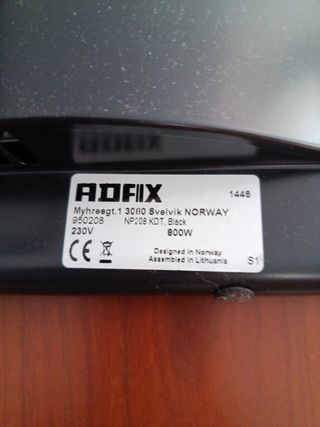 ADAX 1446
Myhresgt.1 3060 Svelvik NORWAY
950208 NP208 KDT, Black
230V 800W
CE Designed in Norway
Assembled in Lithuania S1